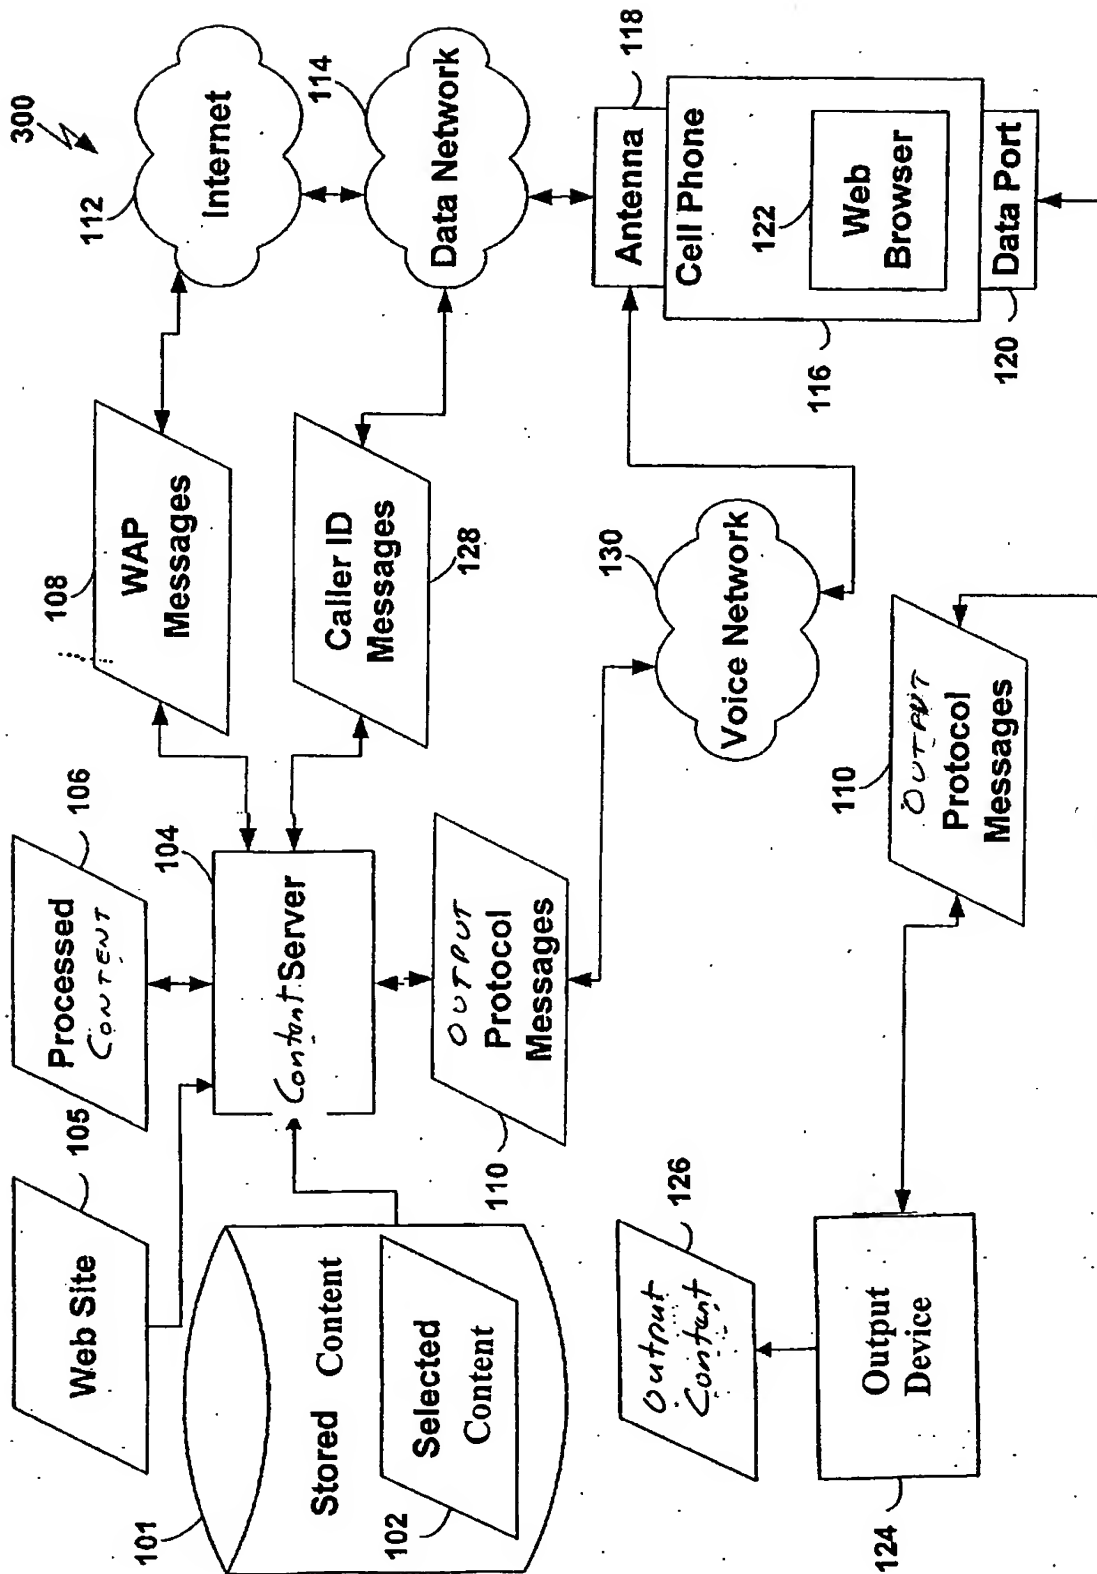 300
Web Site
105
Processed
CONTENT
106
WAP
Messages
108
Internet
112
101
Stored Content
Selected
Content
102
Contant Server
104
Caller ID
Messages
128
Data Network
114
OUTPUT
Protocol
Messages
110
Voice Network
130
Antenna
118
Cell Phone
116
Web
Browser
122
Data Port
120
Output
Contant
126
Output
Device
124
OUTPUT
Protocol
Messages
110